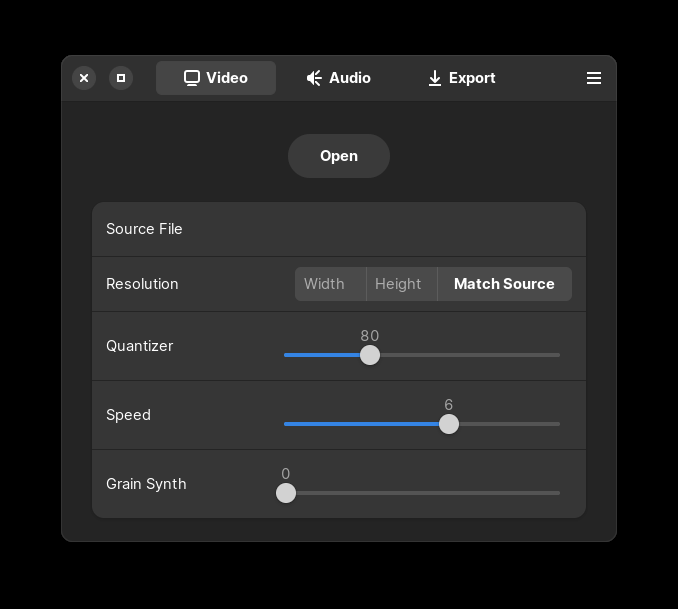 Video Audio Export
Open
Source File
Resolution Width Height Match Source
80
Quantizer
6
Speed
0
Grain Synth